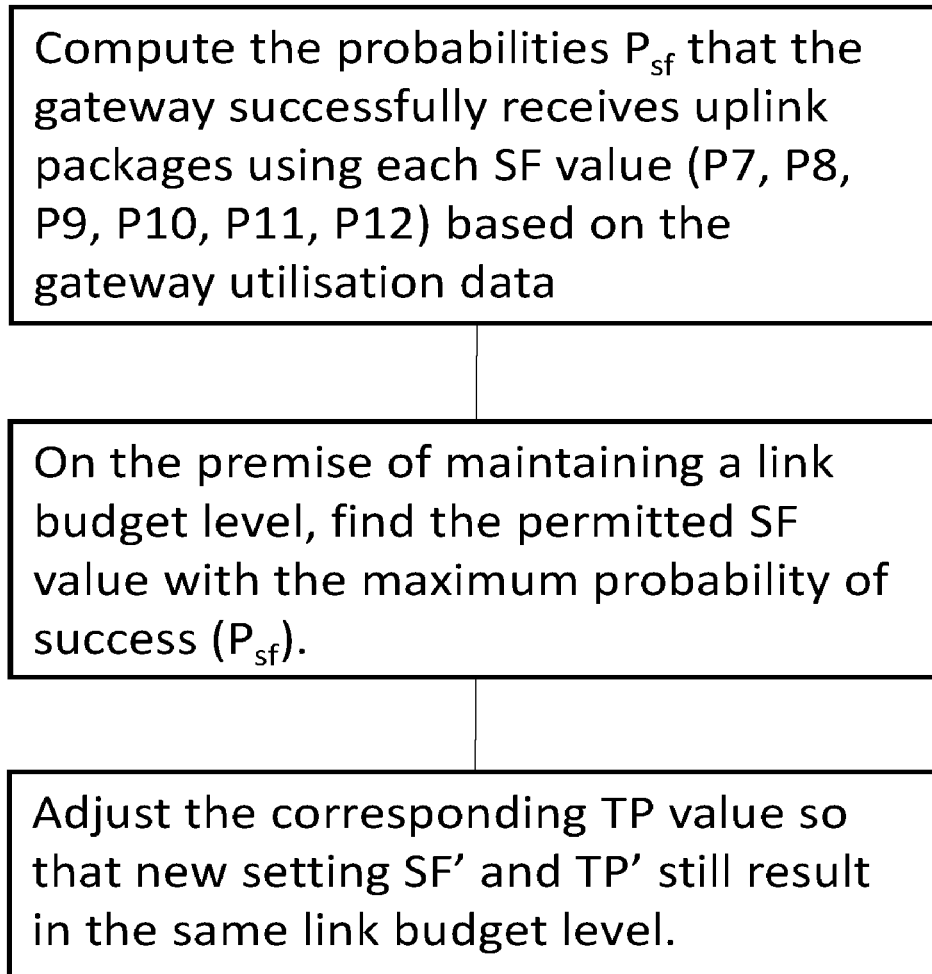 Compute the probabilities P_sf that the
gateway successfully receives uplink
packages using each SF value (P7, P8,
P9, P10, P11, P12) based on the
gateway utilisation data
On the premise of maintaining a link
budget level, find the permitted SF
value with the maximum probability of
success (P_sf).
Adjust the corresponding TP value so
that new setting SF’ and TP’ still result
in the same link budget level.